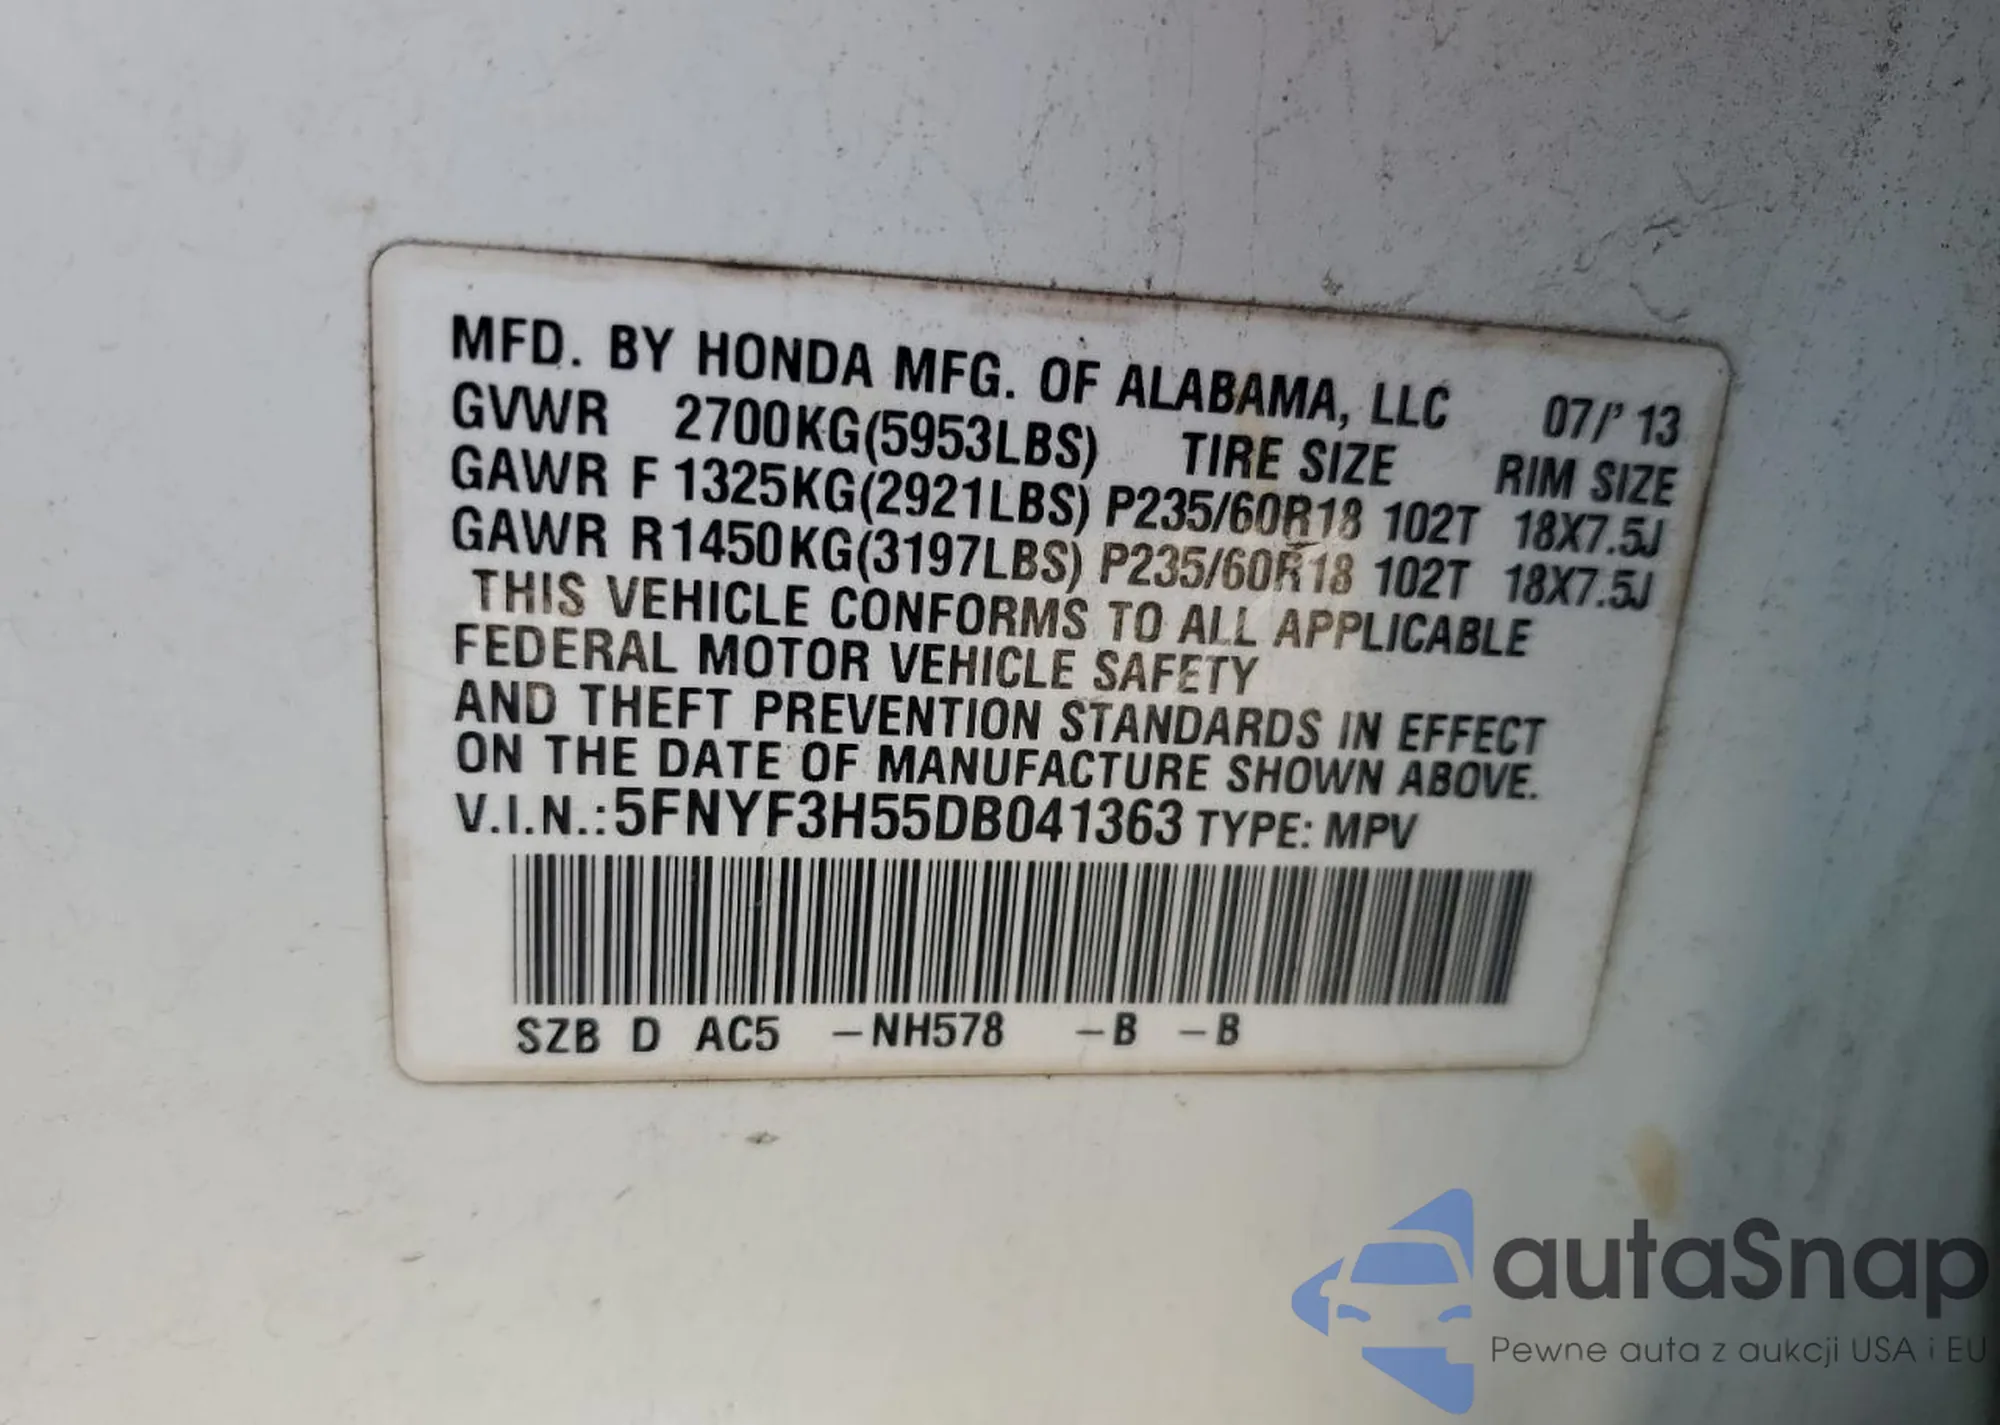 MFD. BY HONDA MFG. OF ALABAMA, LLC 07/'13
GVWR 2700KG(5953LBS) TIRE SIZE RIM SIZE
GAWR F 1325KG(2921LBS) P235/60R18 102T 18X7.5J
GAWR R 1450KG(3197LBS) P235/60R18 102T 18X7.5J
THIS VEHICLE CONFORMS TO ALL APPLICABLE
FEDERAL MOTOR VEHICLE SAFETY
AND THEFT PREVENTION STANDARDS IN EFFECT
ON THE DATE OF MANUFACTURE SHOWN ABOVE.
V.I.N.:5FNYF3H55DB041363 TYPE: MPV
SZB D AC5 -NH578 -B -B
autaSnap
Pewne auta z aukcji USA i EU